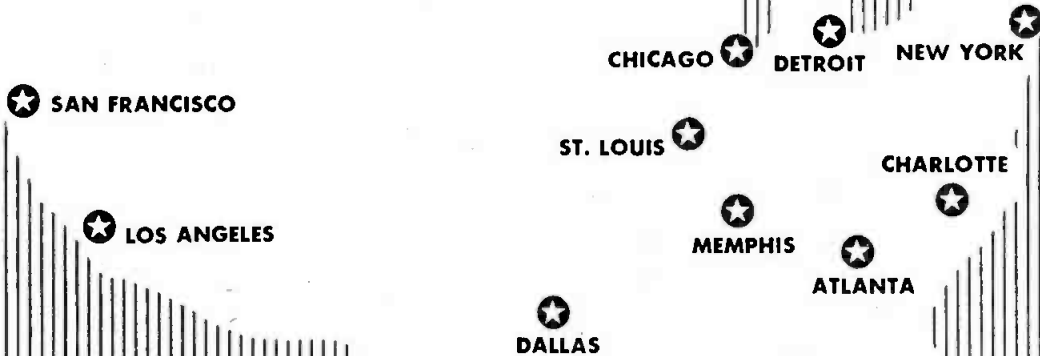 CHICAGO
DETROIT
NEW YORK
SAN FRANCISCO
ST. LOUIS
CHARLOTTE
LOS ANGELES
MEMPHIS
ATLANTA
DALLAS